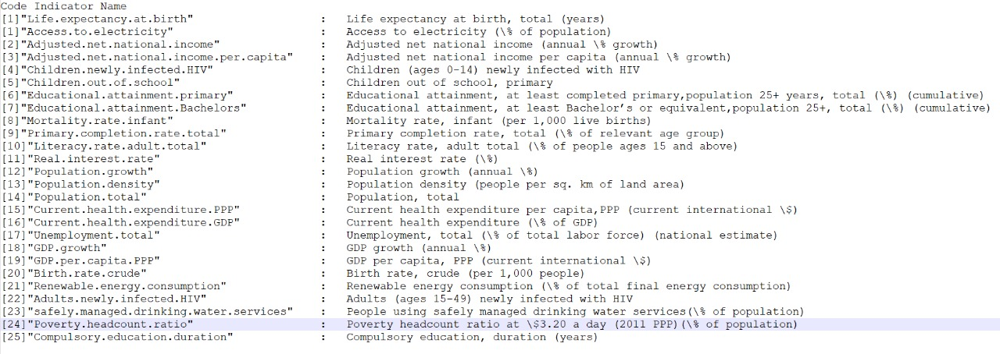 Code Indicator Name
[1]"Life.expectancy.at.birth" : Life expectancy at birth, total (years)
[1]"Access.to.electricity" : Access to electricity (\% of population)
[2]"Adjusted.net.national.income" : Adjusted net national income (annual \% growth)
[3]"Adjusted.net.national.income.per.capita" : Adjusted net national income per capita (annual \% growth)
[4]"Children.newly.infected.HIV" : Children (ages 0-14) newly infected with HIV
[5]"Children.out.of.school" : Children out of school, primary
[6]"Educational.attainment.primary" : Educational attainment, at least completed primary,population 25+ years, total (\%) (cumulative)
[7]"Educational.attainment.Bachelors" : Educational attainment, at least Bachelor’s or equivalent,population 25+, total (\%) (cumulative)
[8]"Mortality.rate.infant" : Mortality rate, infant (per 1,000 live births)
[9]"Primary.completion.rate.total" : Primary completion rate, total (\% of relevant age group)
[10]"Literacy.rate.adult.total" : Literacy rate, adult total (\% of people ages 15 and above)
[11]"Real.interest.rate" : Real interest rate (\%)
[12]"Population.growth" : Population growth (annual \%)
[13]"Population.density" : Population density (people per sq. km of land area)
[14]"Population.total" : Population, total
[15]"Current.health.expenditure.PPP" : Current health expenditure per capita,PPP (current international \$)
[16]"Current.health.expenditure.GDP" : Current health expenditure (\% of GDP)
[17]"Unemployment.total" : Unemployment, total (\% of total labor force) (national estimate)
[18]"GDP.growth" : GDP growth (annual \%)
[19]"GDP.per.capita.PPP" : GDP per capita, PPP (current international \$)
[20]"Birth.rate.crude" : Birth rate, crude (per 1,000 people)
[21]"Renewable.energy.consumption" : Renewable energy consumption (\% of total final energy consumption)
[22]"Adults.newly.infected.HIV" : Adults (ages 15-49) newly infected with HIV
[23]"safely.managed.drinking.water.services" : People using safely managed drinking water services(\% of population)
[24]"Poverty.headcount.ratio" : Poverty headcount ratio at \$3.20 a day (2011 PPP)(\% of population)
[25]"Compulsory.education.duration" : Compulsory education, duration (years)